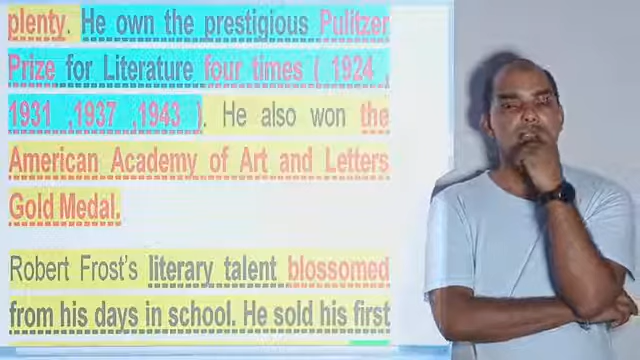 plenty. He own the prestigious Pulitzer
Prize for Literature four times ( 1924 ,
1931 ,1937 ,1943 ). He also won the
American Academy of Art and Letters
Gold Medal.
Robert Frost's literary talent blossomed
from his days in school. He sold his first